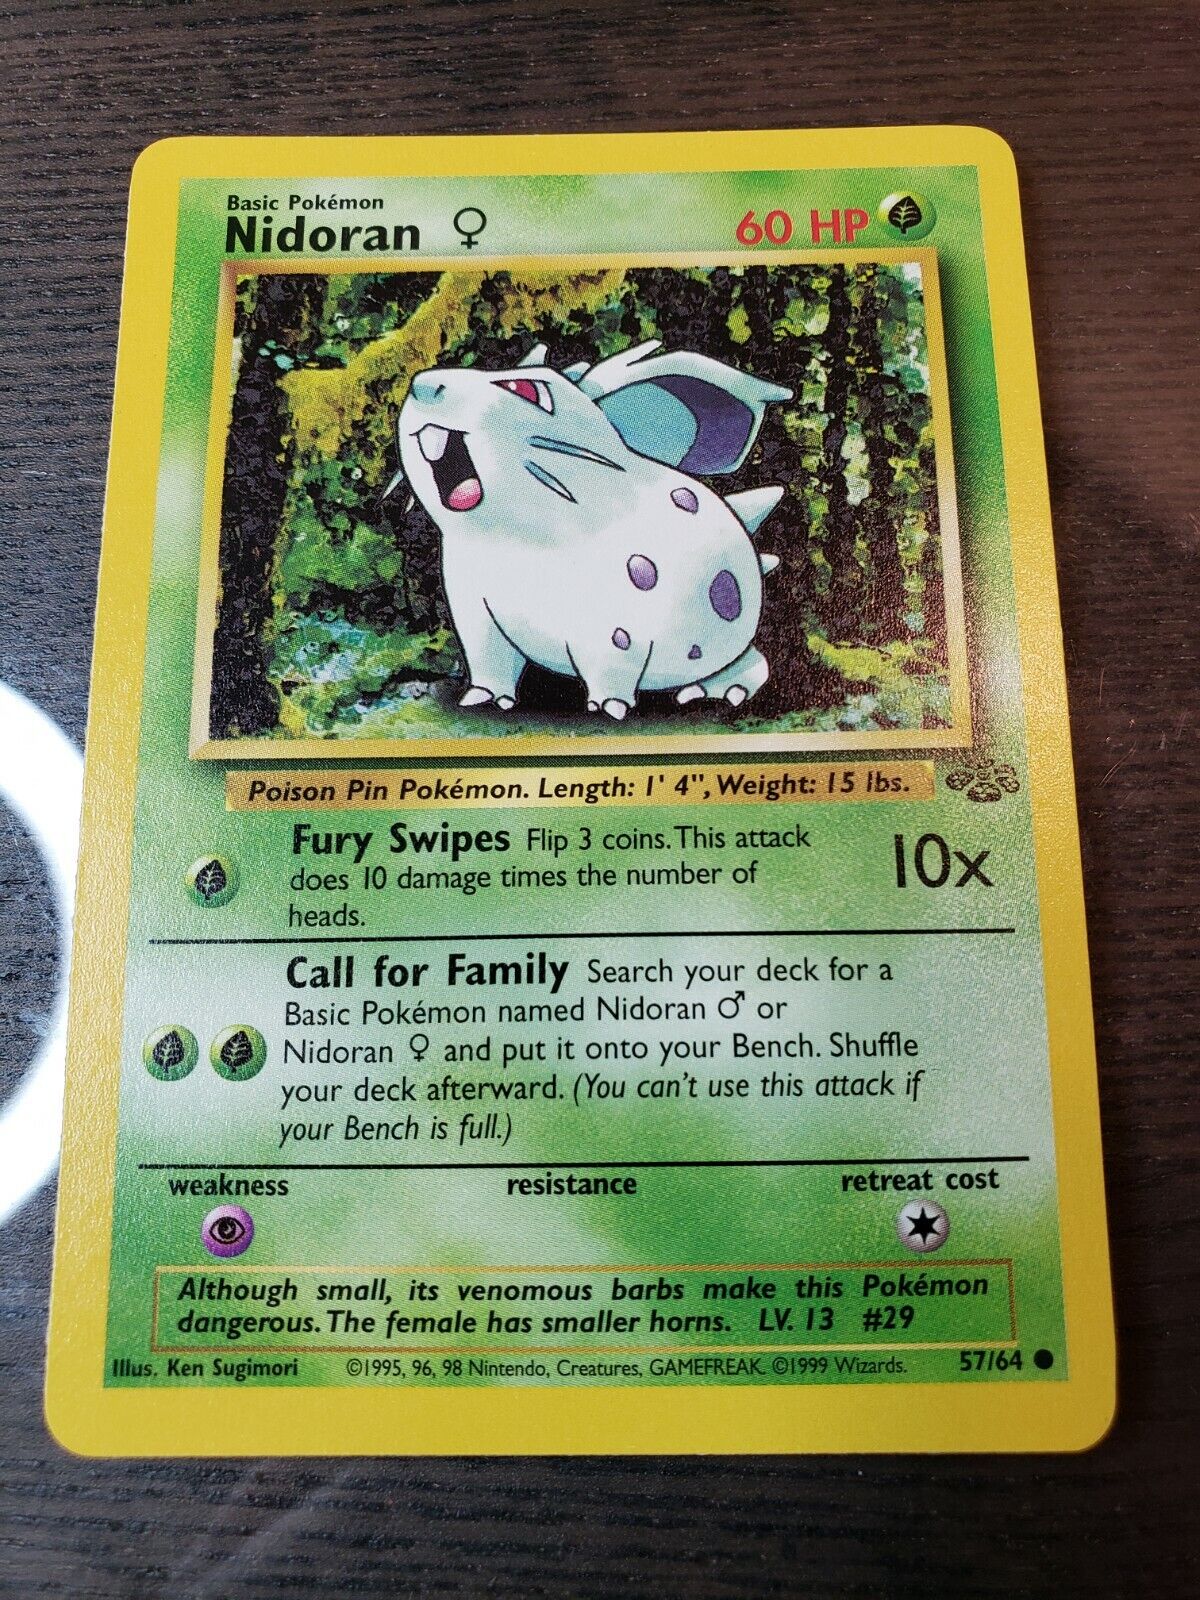 Basic Pokémon
Nidoran ♀ 60 HP
Poison Pin Pokémon. Length: 1' 4", Weight: 15 lbs.
Fury Swipes Flip 3 coins. This attack
does 10 damage times the number of
heads.
10x
Call for Family Search your deck for a
Basic Pokémon named Nidoran ♂ or
Nidoran ♀ and put it onto your Bench. Shuffle
your deck afterward. (You can't use this attack if
your Bench is full.)
weakness resistance retreat cost
Although small, its venomous barbs make this Pokémon
dangerous. The female has smaller horns. LV. 13 #29
Illus. Ken Sugimori ©1995, 96, 98 Nintendo, Creatures, GAMEFREAK. ©1999 Wizards. 57/64 ●